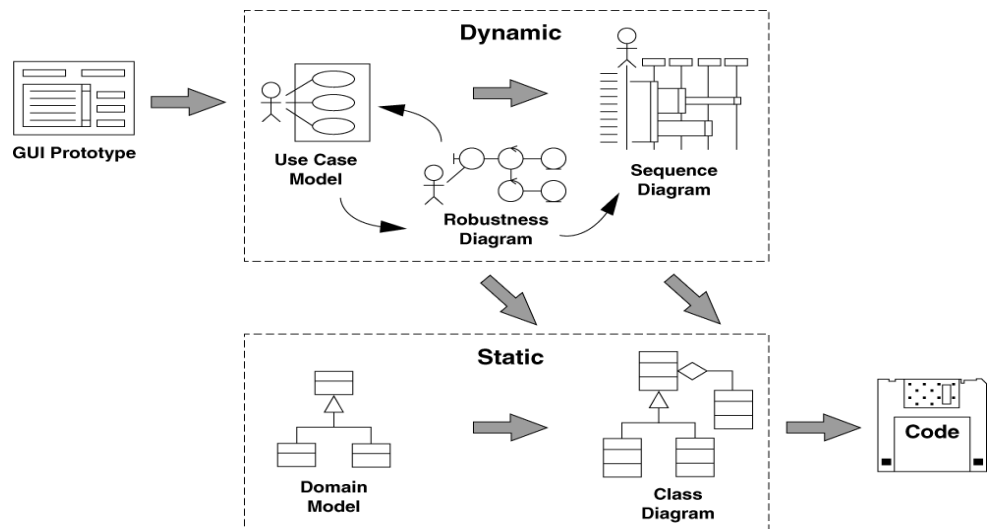 Dynamic
GUI Prototype
Use Case
Model
Robustness
Diagram
Sequence
Diagram
Static
Domain
Model
Class
Diagram
Code